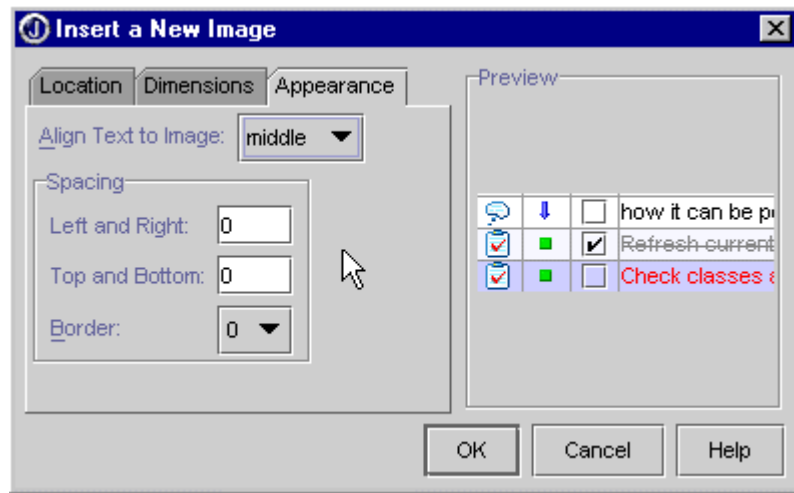 Insert a New Image
Location Dimensions Appearance
Align Text to Image: middle
Spacing
Left and Right: 0
Top and Bottom: 0
Border: 0
Preview
how it can be
Refresh current
Check classes
OK Cancel Help